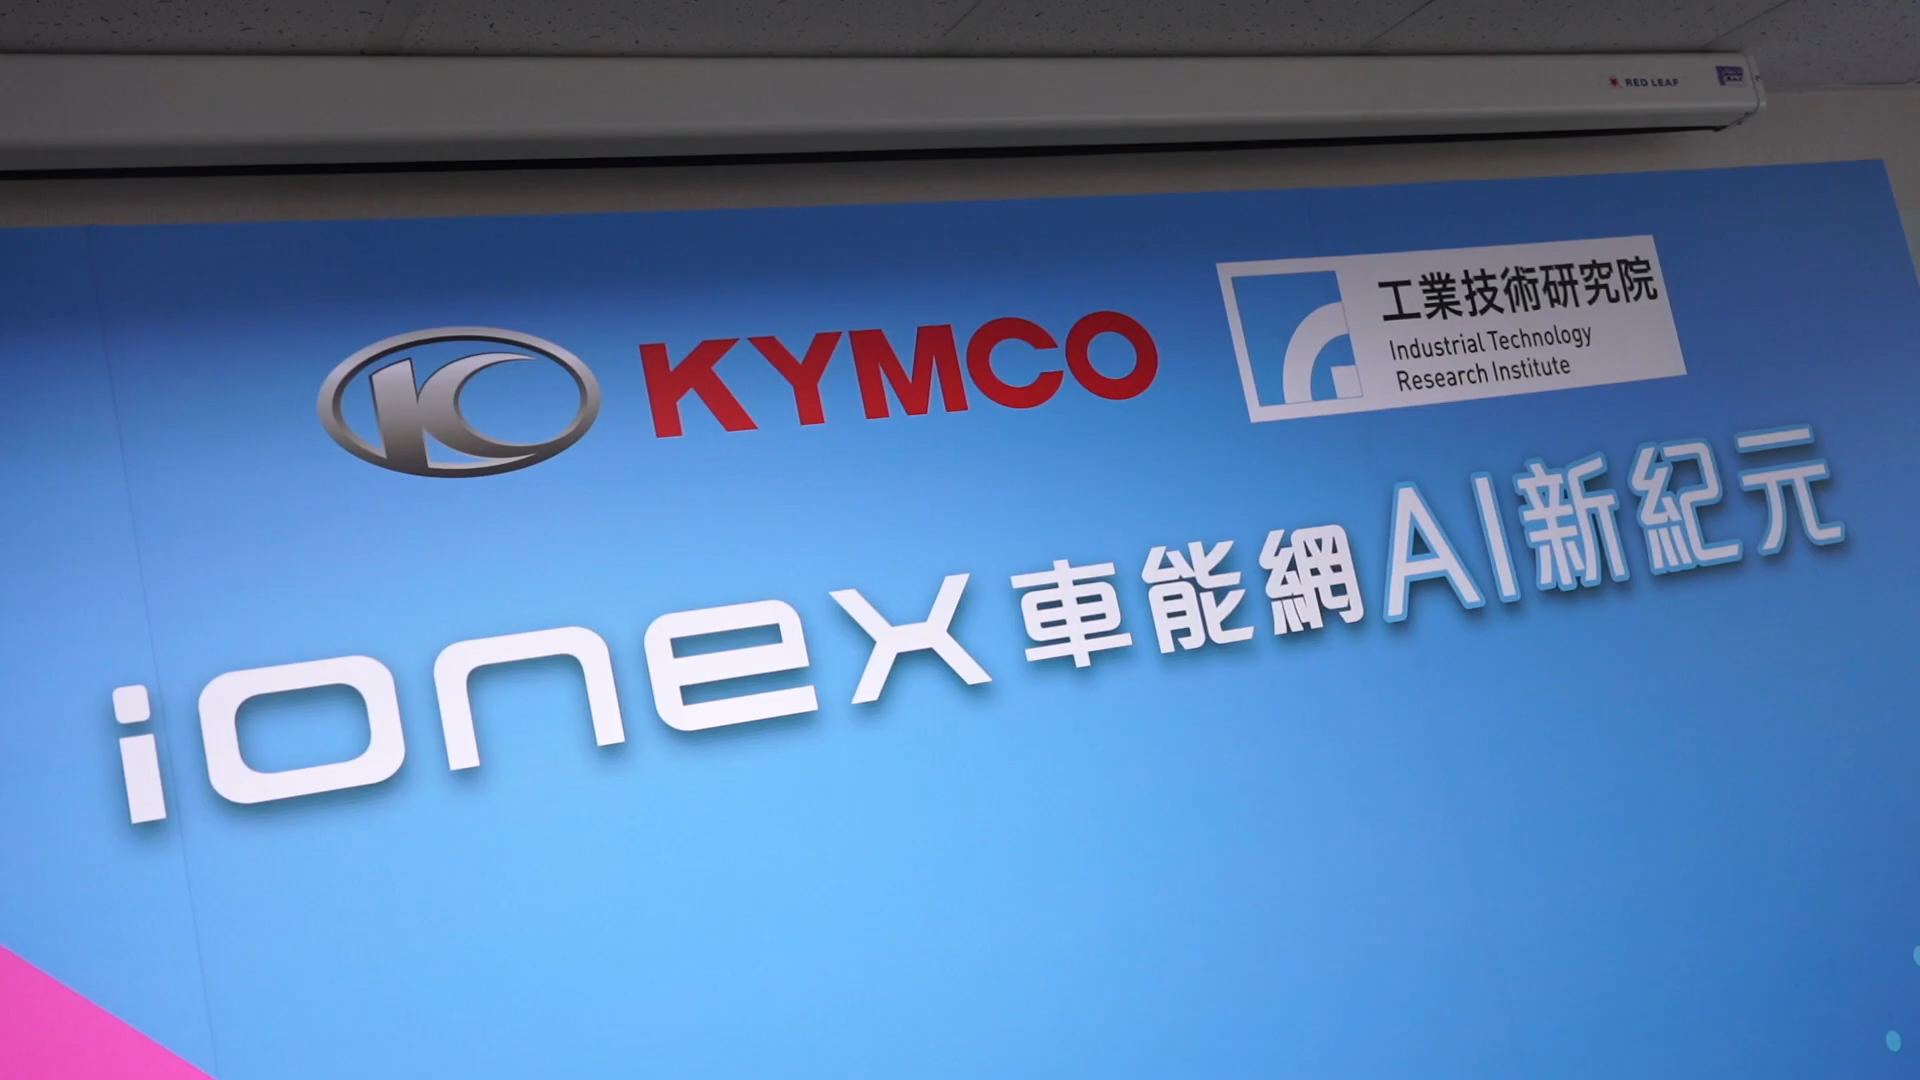 RED LEAF
KYMCO
工業技術研究院
Industrial Technology
Research Institute
ionex 車能網AI新紀元